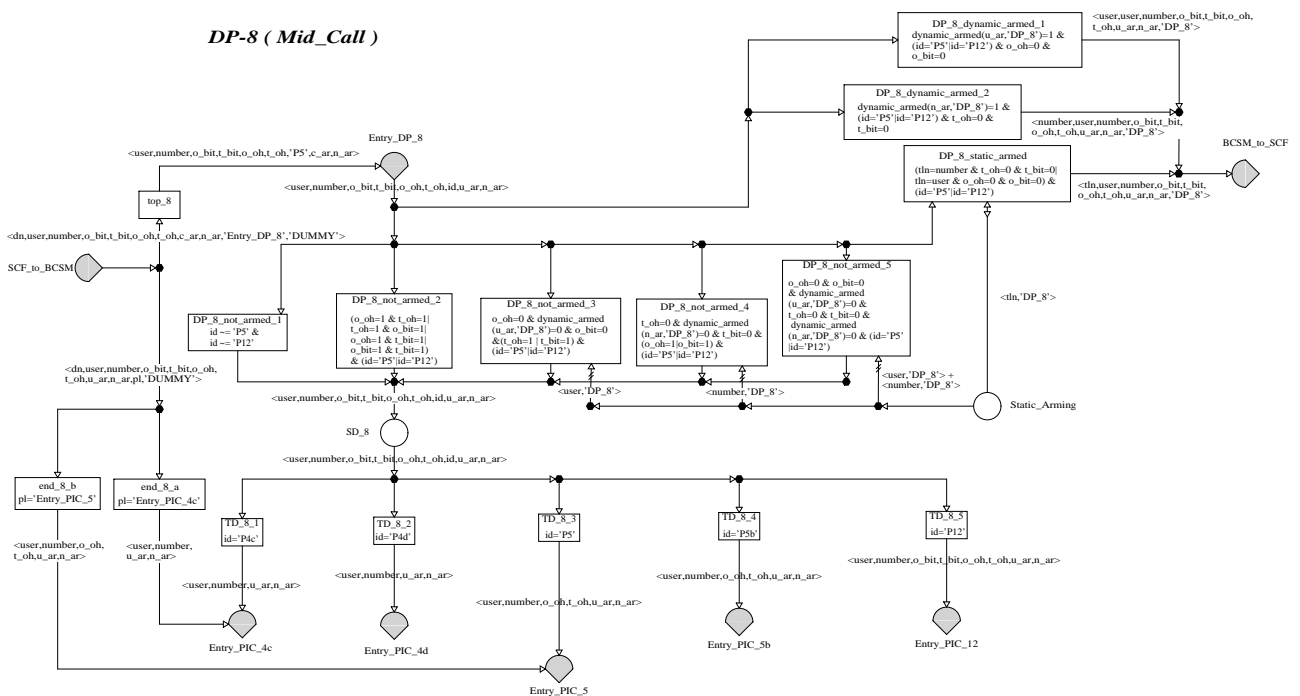 DP-8 ( Mid_Call )
DP_8_dynamic_armed_1
dynamic_armed(u_ar,'DP_8')=1 &
(id='P5'|id='P12') & o_oh=0 &
o_bit=0
<user,user,number,o_bit,t_bit,o_oh,
t_oh,u_ar,n_ar,'DP_8'>
DP_8_dynamic_armed_2
dynamic_armed(n_ar,'DP_8')=1 &
(id='P5'|id='P12') & t_oh=0 &
t_bit=0
<number,user,number,o_bit,t_bit,
o_oh,t_oh,u_ar,n_ar,'DP_8'>
Entry_DP_8
<user,number,o_bit,t_bit,o_oh,t_oh,'P5',c_ar,n_ar>
<user,number,o_bit,t_bit,o_oh,t_oh,id,u_ar,n_ar>
DP_8_static_armed
(tln=number & t_oh=0 & t_bit=0|
tln=user & o_oh=0 & o_bit=0) &
(id='P5'|id='P12')
BCSM_to_SCF
<tln,user,number,o_bit,t_bit,
o_oh,t_oh,u_ar,n_ar,'DP_8'>
top_8
<dn,user,number,o_bit,t_bit,o_oh,t_oh,c_ar,n_ar,'Entry_DP_8','DUMMY'>
SCF_to_BCSM
DP_8_not_armed_1
id ~= 'P5' &
id ~= 'P12'
DP_8_not_armed_2
(o_oh=1 & t_oh=1|
t_oh=1 & o_bit=1|
o_oh=1 & t_bit=1|
o_bit=1 & t_bit=1)
& (id='P5'|id='P12')
DP_8_not_armed_3
o_oh=0 & dynamic_armed
(u_ar,'DP_8')=0 & o_bit=0
&(t_oh=1 | t_bit=1) &
(id='P5'|id='P12')
DP_8_not_armed_4
t_oh=0 & dynamic_armed
(n_ar,'DP_8')=0 & t_bit=0 &
(o_oh=1|o_bit=1) &
(id='P5'|id='P12')
DP_8_not_armed_5
o_oh=0 & o_bit=0
& dynamic_armed
(u_ar,'DP_8')=0 &
t_oh=0 & t_bit=0 &
dynamic_armed
(n_ar,'DP_8')=0 & (id='P5'
|id='P12')
<tln,'DP_8'>
<dn,user,number,o_bit,t_bit,o_oh,
t_oh,u_ar,n_ar,pl,'DUMMY'>
<user,number,o_bit,t_bit,o_oh,t_oh,id,u_ar,n_ar>
<user,'DP_8'>
<number,'DP_8'>
<user,'DP_8'> +
<number,'DP_8'>
Static_Arming
SD_8
<user,number,o_bit,t_bit,o_oh,t_oh,id,u_ar,n_ar>
end_8_b
pl='Entry_PIC_5'
end_8_a
pl='Entry_PIC_4c'
TD_8_1
id='P4c'
TD_8_2
id='P4d'
TD_8_3
id='P5'
TD_8_4
id='P5b'
TD_8_5
id='P12'
<user,number,o_oh,
t_oh,u_ar,n_ar>
<user,number,
u_ar,n_ar>
<user,number,u_ar,n_ar>
<user,number,u_ar,n_ar>
<user,number,o_oh,t_oh,u_ar,n_ar>
<user,number,o_oh,t_oh,u_ar,n_ar>
<user,number,o_bit,t_bit,o_oh,t_oh,u_ar,n_ar>
Entry_PIC_4c
Entry_PIC_4d
Entry_PIC_5
Entry_PIC_5b
Entry_PIC_12